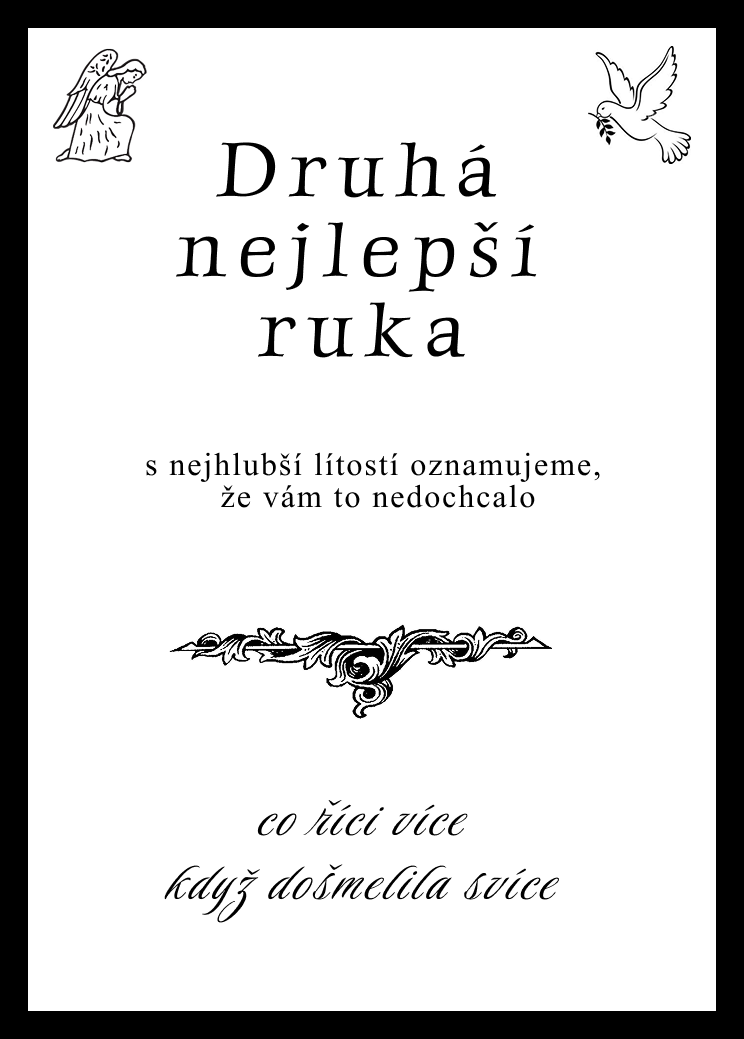 Druhá
nejlepší
ruka
s nejhlubší lítostí oznamujeme,
že vám to nedochcalo
co říci více
když došmelila svíce